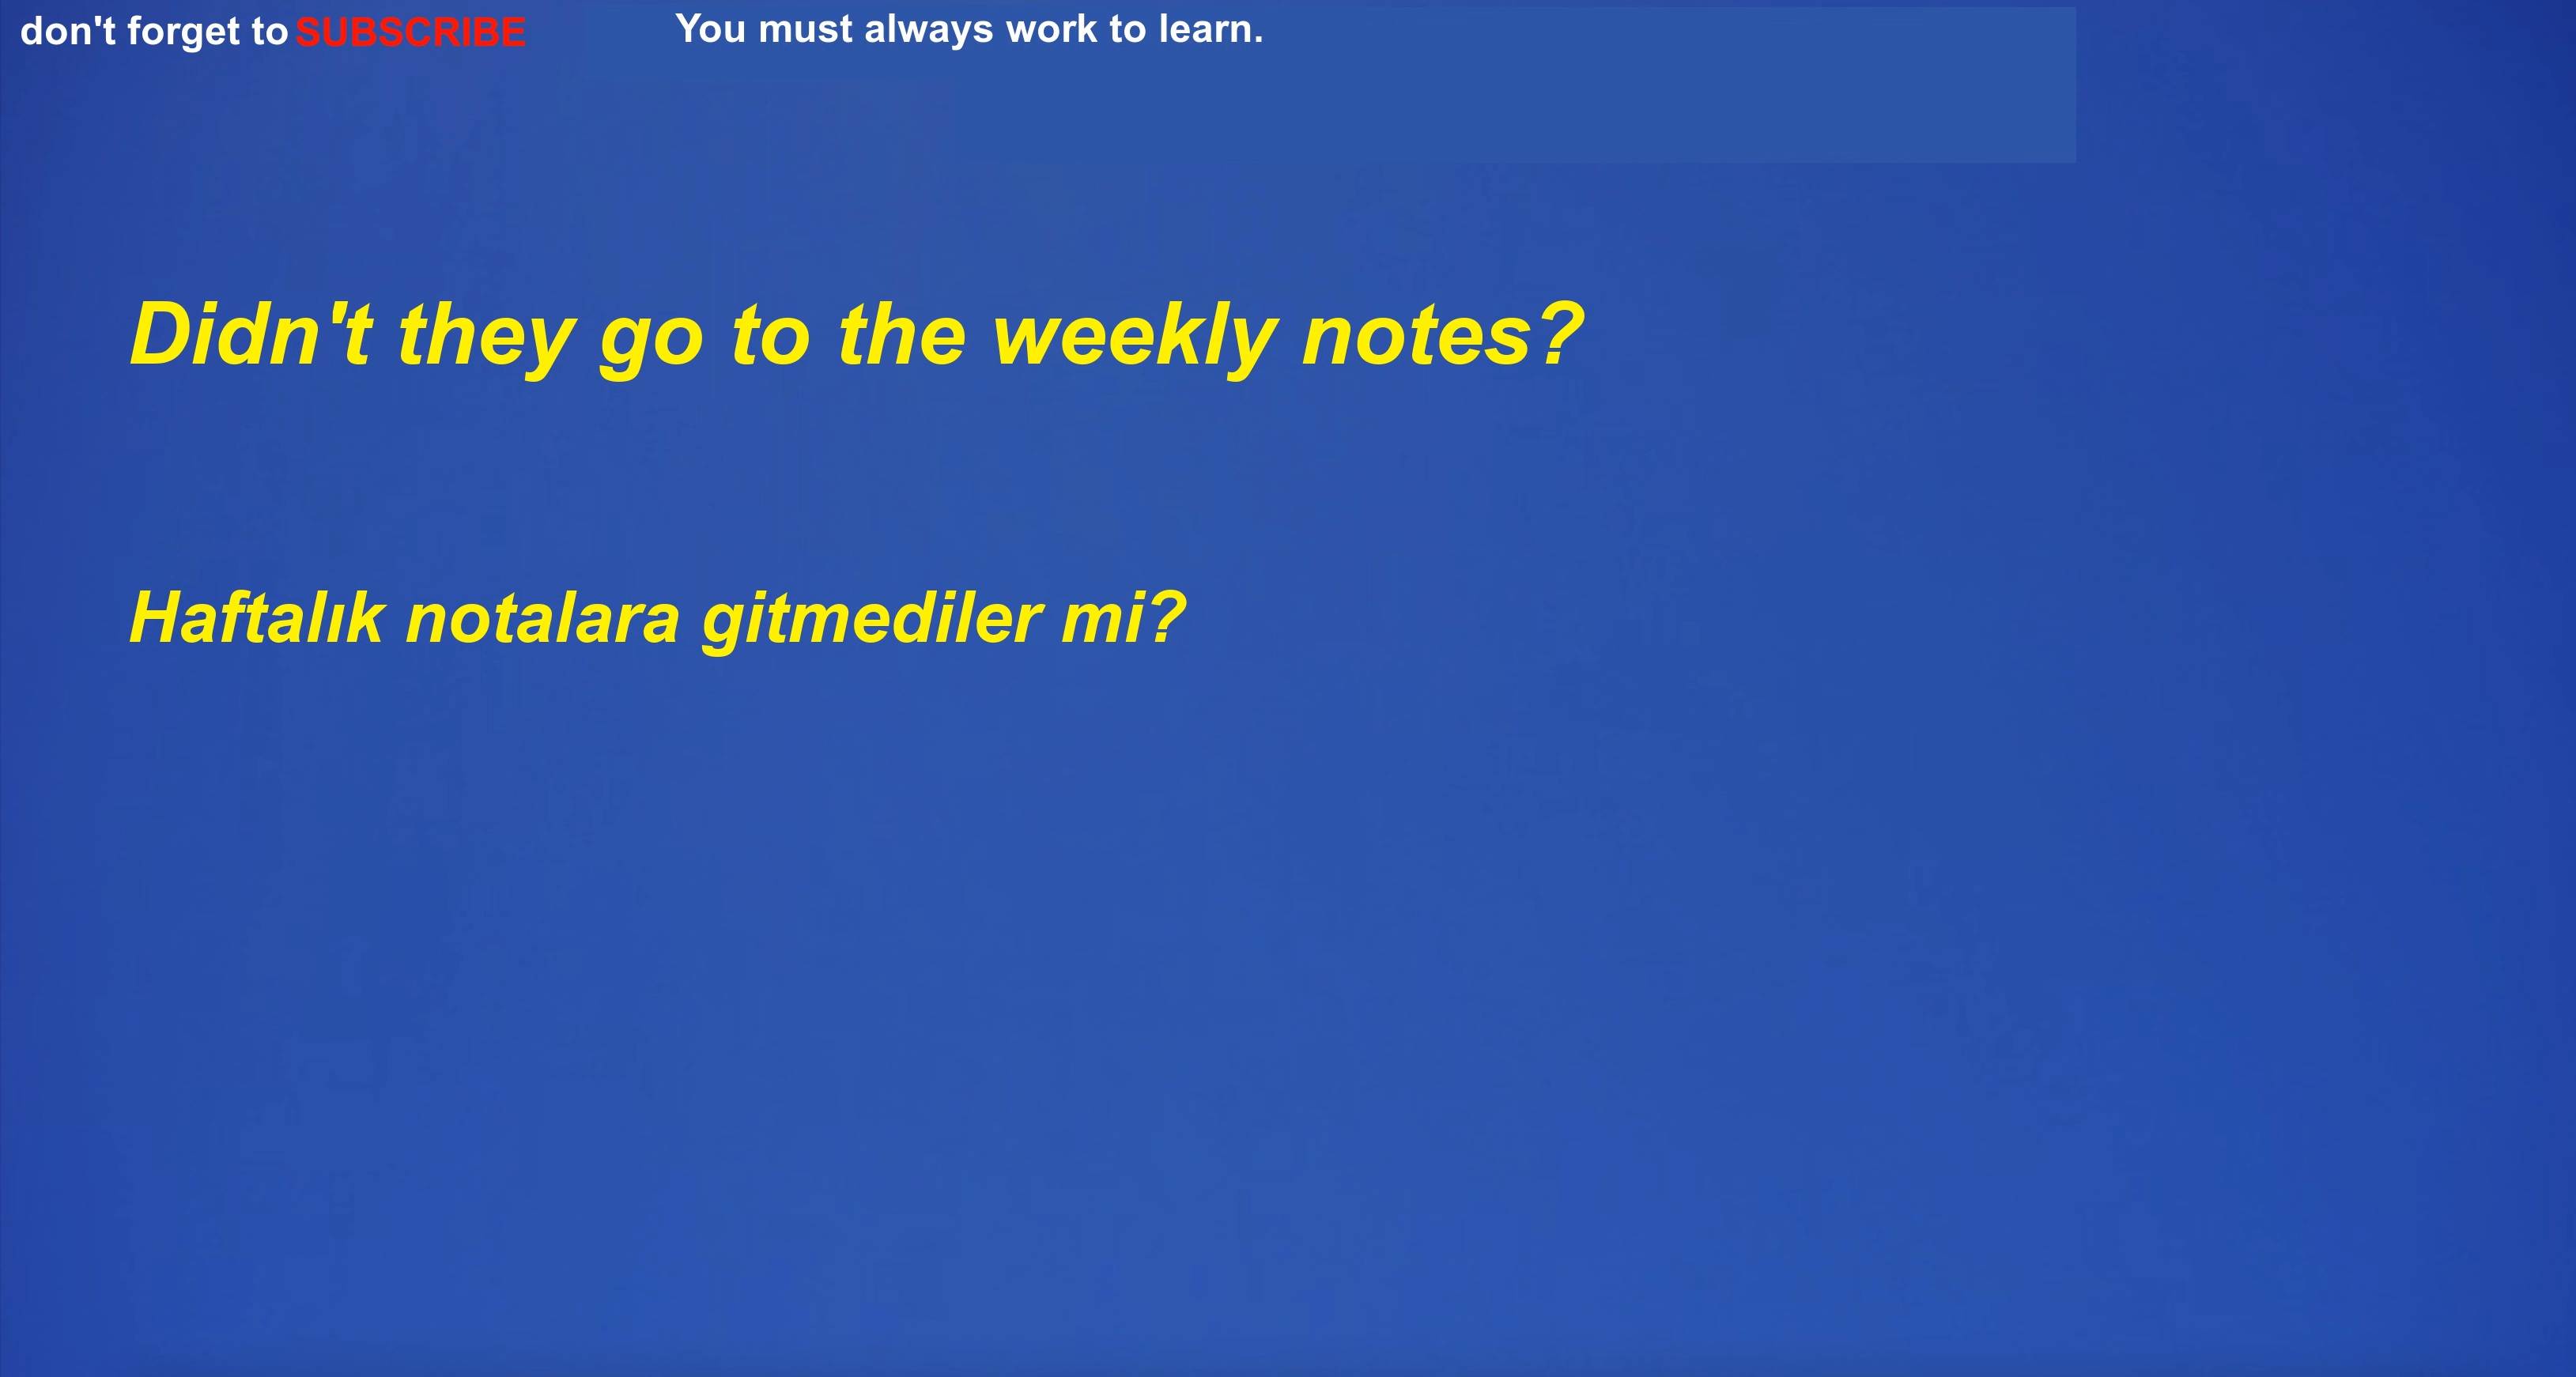 don't forget to SUBSCRIBE
You must always work to learn.
Didn't they go to the weekly notes?
Haftalık notalara gitmediler mi?